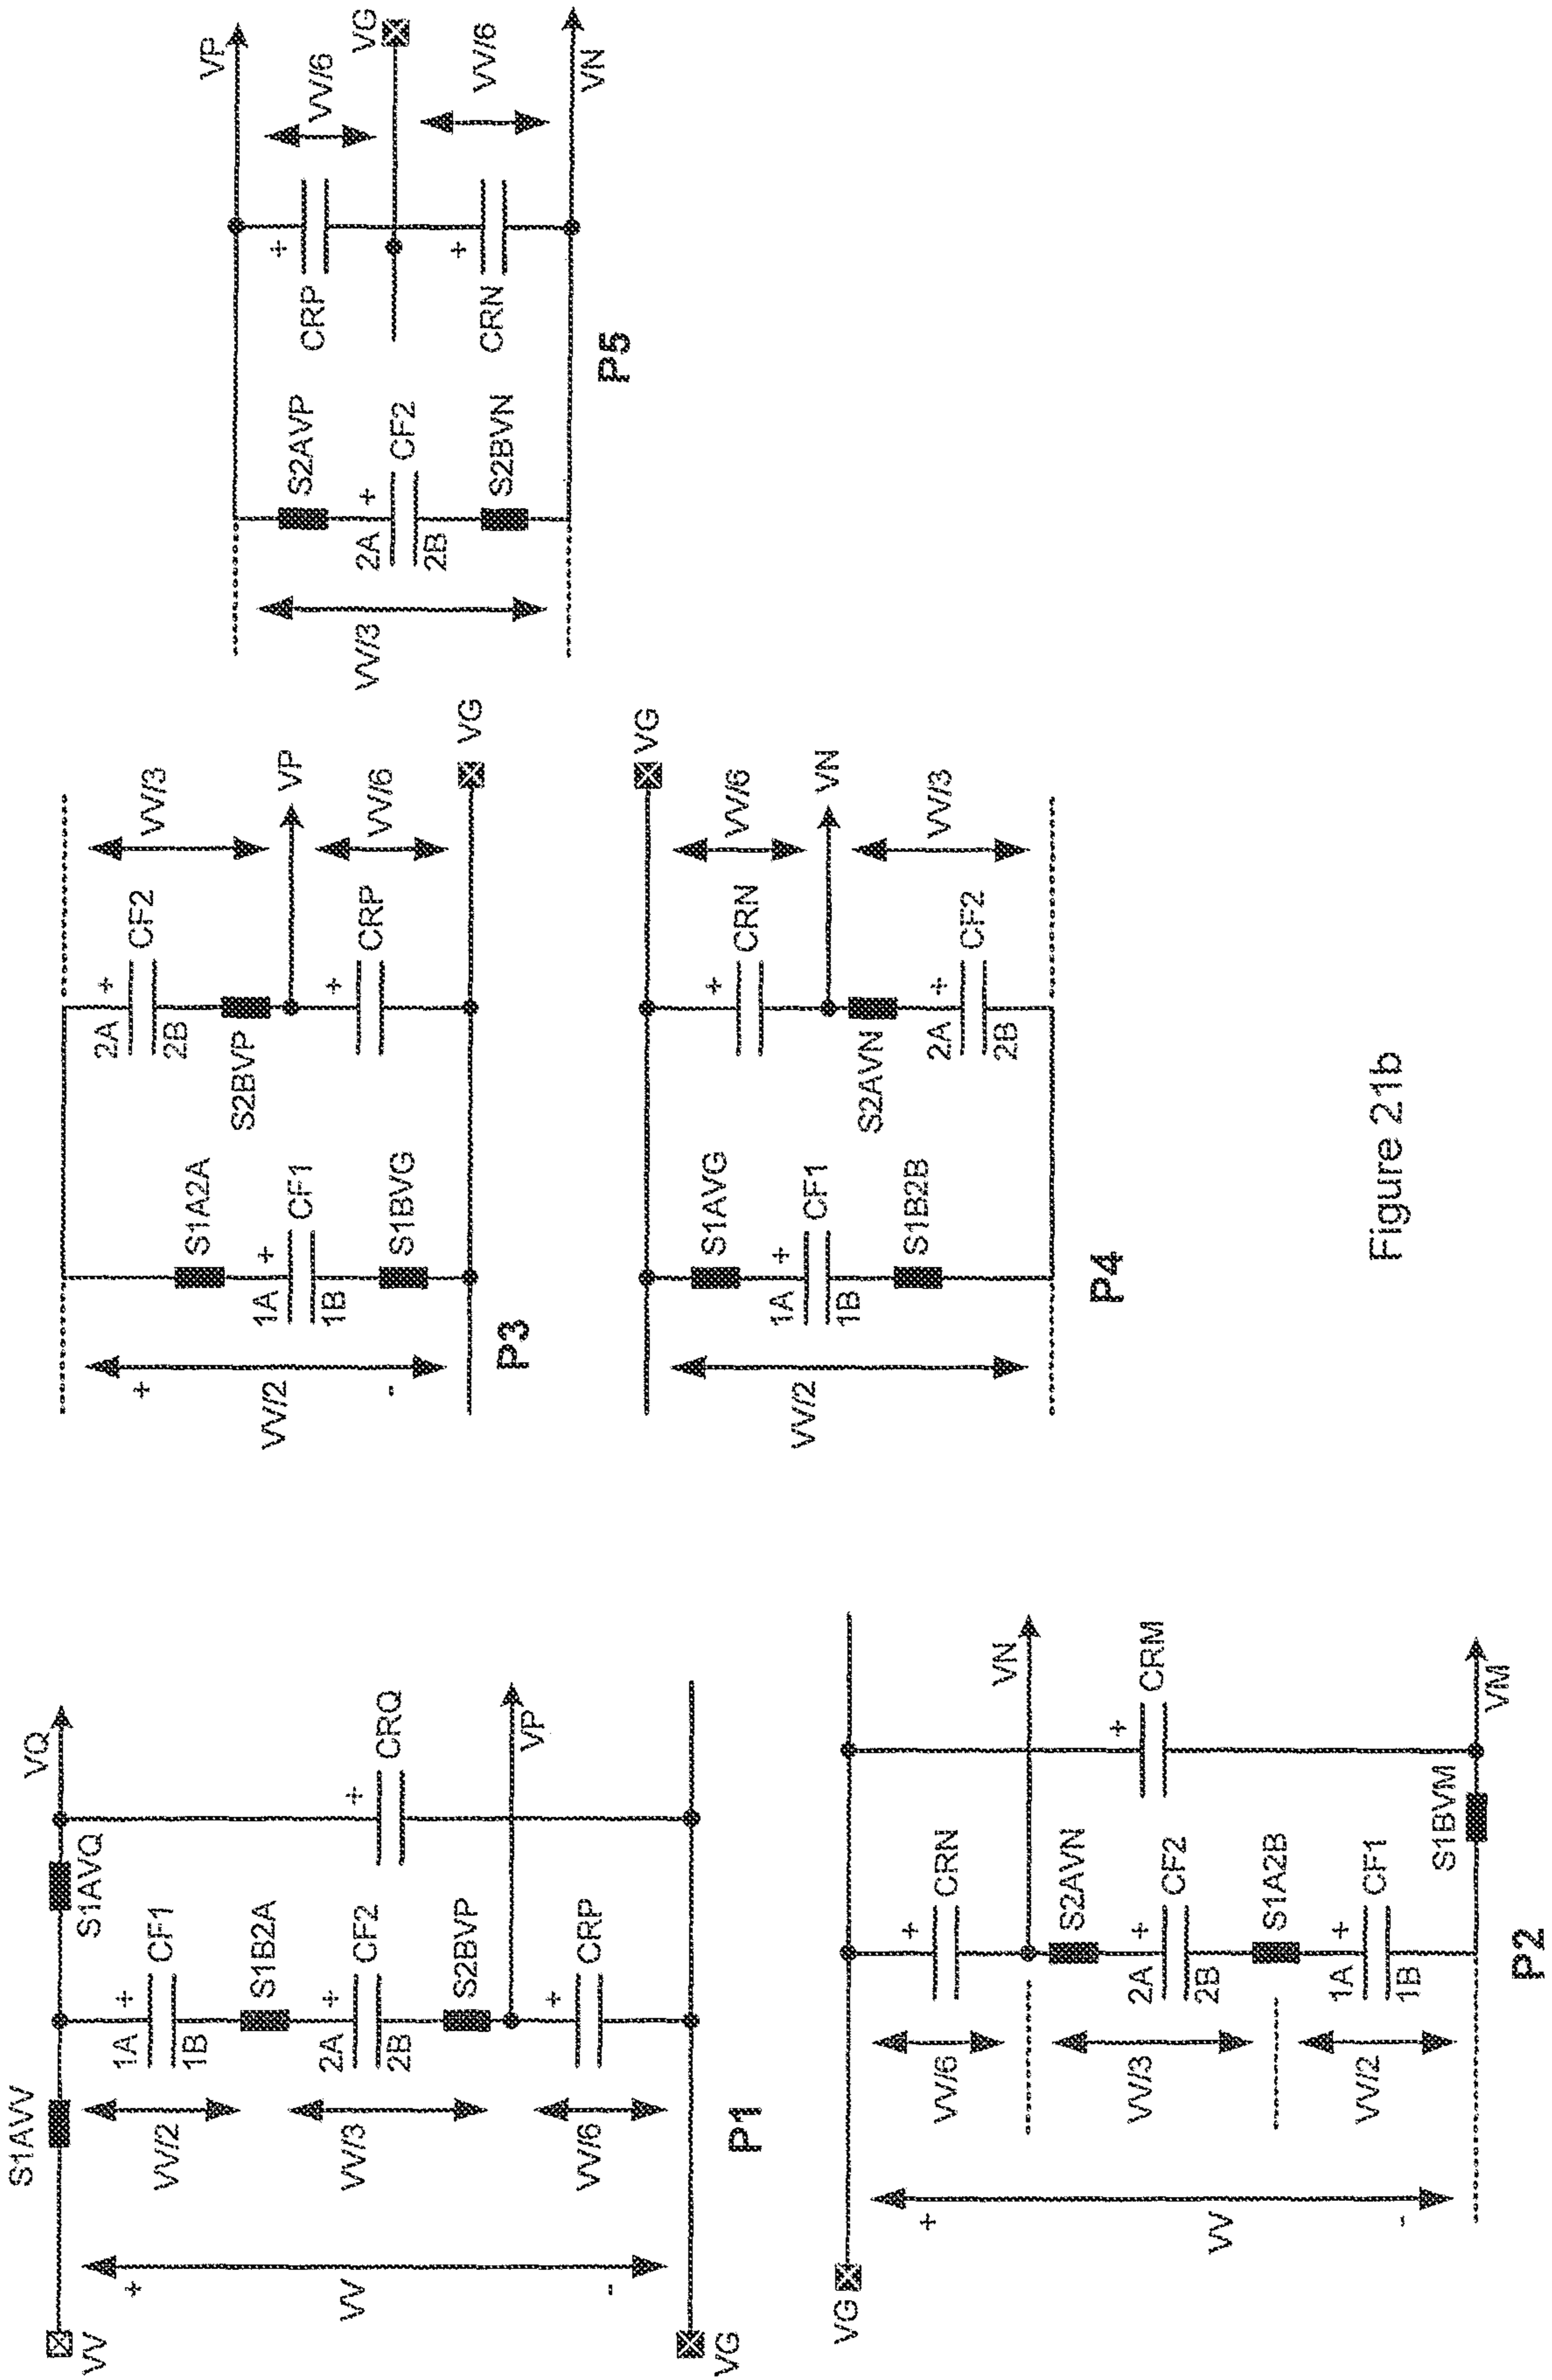 S1AVV
S1AVQ
VQ
VV
+
VV
-
VG
VV/2
1A
+
1B
CF1
S1B2A
VV/3
2A
+
2B
CF2
S2BVP
VV/6
+
CRP
+
CRQ
VP
P1
VG
+
VV
-
VV/6
+
CRN
VN
S2AVN
VV/3
2A
+
2B
CF2
S1A2B
VV/2
1A
+
1B
CF1
+
CRM
S1BVM
VM
P2
+
VV/2
-
S1A2A
1A
+
1B
CF1
S1BVG
2A
+
2B
CF2
S2BVP
+
CRP
VV/3
VP
VV/6
VG
P3
VV/2
S1AVG
1A
+
1B
CF1
S1B2B
+
CRN
S2AVN
2A
+
2B
CF2
VG
VV/6
VN
VV/3
P4
VV/3
S2AVP
2A
+
2B
CF2
S2BVN
+
CRP
+
CRN
VP
VV/6
VG
VV/6
VN
P5
Figure 21b